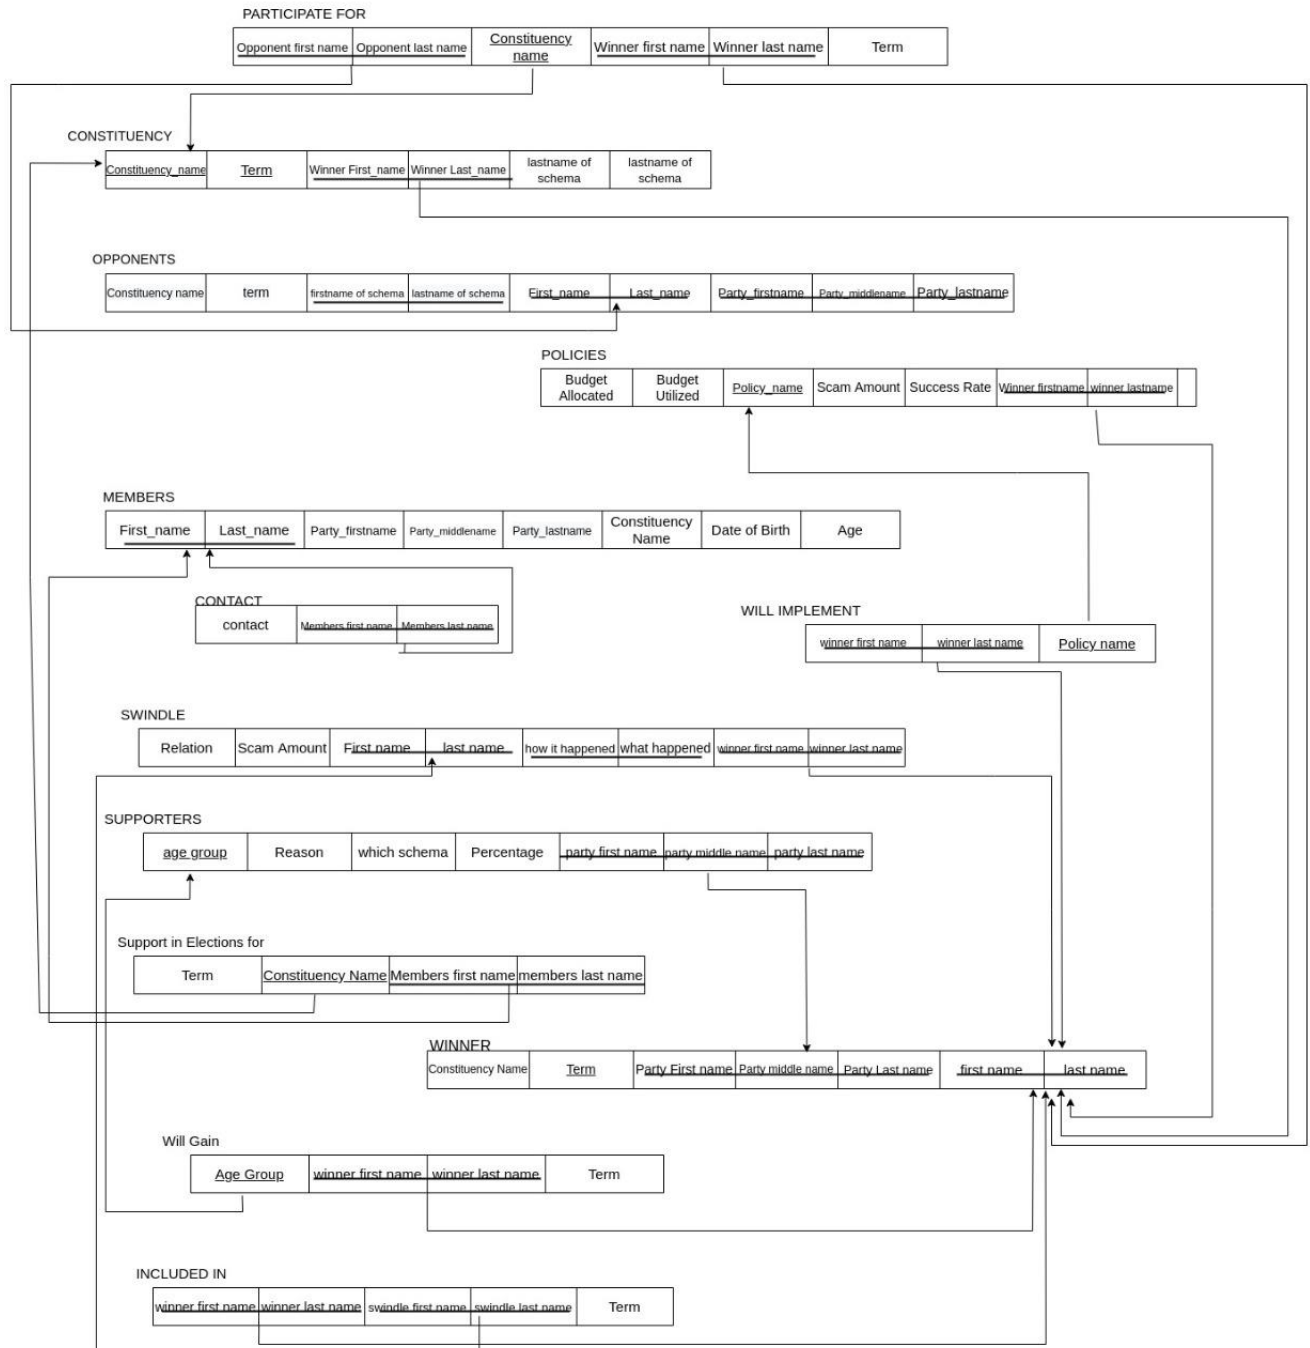 PARTICIPATE FOR
Opponent first name Opponent last name Constituency name Winner first name Winner last name Term
CONSTITUENCY
Constituency_name Term Winner First_name Winner Last_name lastname of schema lastname of schema
OPPONENTS
Constituency name term firstname of schema lastname of schema First_name Last_name Party_firstname Party_middlename Party_lastname
POLICIES
Budget Allocated Budget Utilized Policy_name Scam Amount Success Rate Winner firstname winner lastname
MEMBERS
First_name Last_name Party_firstname Party_middlename Party_lastname Constituency Name Date of Birth Age
CONTACT
contact Members first name Members last name
WILL IMPLEMENT
winner first name winner last name Policy name
SWINDLE
Relation Scam Amount First name last name how it happened what happened winner first name winner last name
SUPPORTERS
age group Reason which schema Percentage party first name party middle name party last name
Support in Elections for
Term Constituency Name Members first name members last name
WINNER
Constituency Name Term Party First name Party middle name Party Last name first name last name
Will Gain
Age Group winner first name winner last name Term
INCLUDED IN
winner first name winner last name swindle first name swindle last name Term